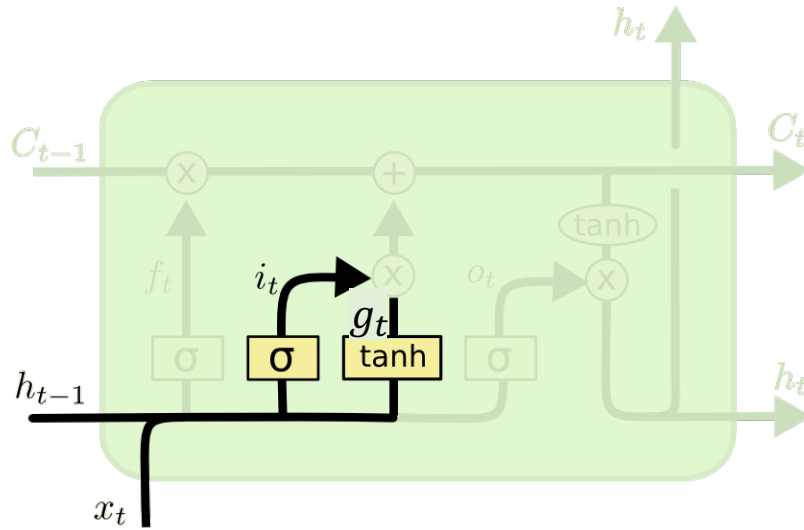 h_t
C_{t-1} C_t
x +
tanh
f_t i_t x o_t x
g_t
σ σ tanh σ
h_{t-1} h_t
x_t